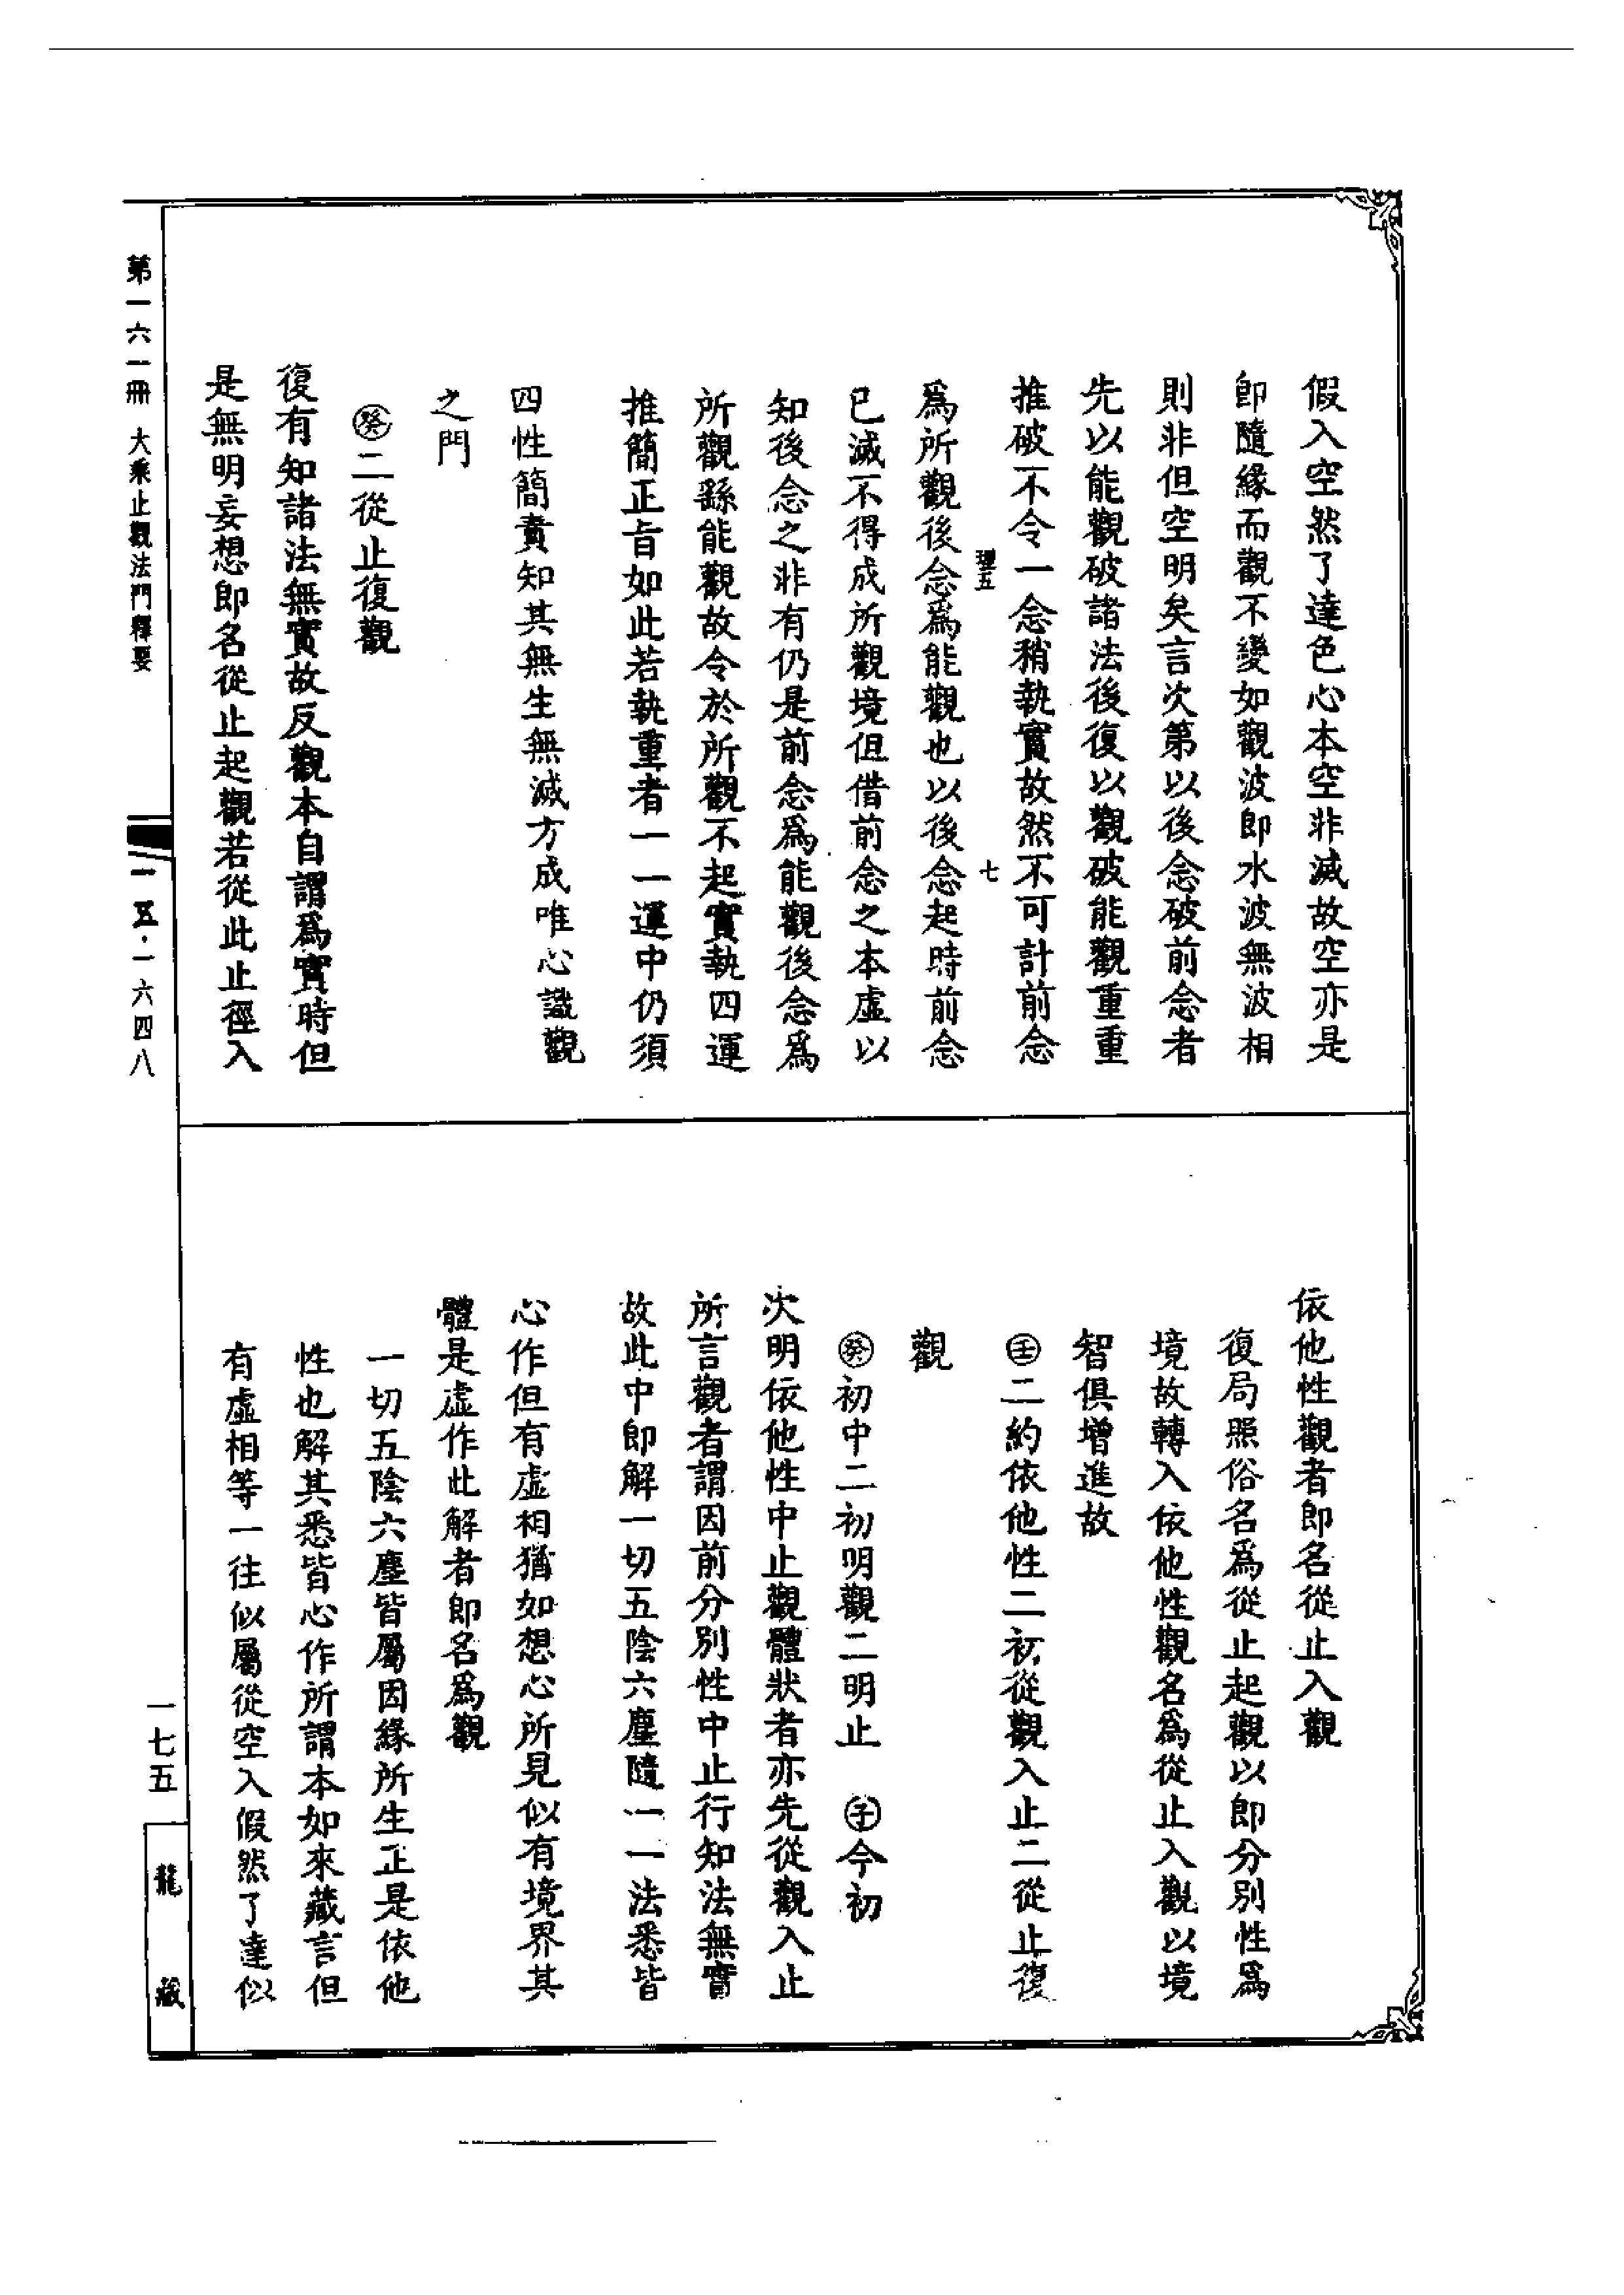 假入空然了達色心本空非滅故空亦是
即隨緣而觀不變如觀波即水波無波相
則非但空明矣言次第以後念破前念者
先以能觀破諸法後復以觀破能觀重重
推破不令一念稍執實故然不可計前念
理五
七
爲所觀後念爲能觀也以後念起時前念
已滅不得成所觀境但借前念之本虛以
知後念之非有仍是前念爲能觀後念爲
所觀繇能觀故令於所觀不起實執四運
推簡正旨如此若執重者一一運中仍須
四性簡責知其無生無滅方成唯心識觀
之門
㊋癸二從止復觀
復有知諸法無實故反觀本自謂爲實時但
是無明妄想即名從止起觀若從此止徑入
依他性觀者即名從止入觀
復局照俗名爲從止起觀以即分別性爲
境故轉入依他性觀名爲從止入觀以境
智俱增進故
壬二約依他性二初從觀入止二從止復
觀
癸初中二初明觀二明止 子今初
次明依他性中止觀體狀者亦先從觀入止
所言觀者謂因前分別性中止行知法無實
故此中即解一切五陰六塵隨一一法悉皆
心作但有虛相猶如想心所見似有境界其
體是虛作此解者即名爲觀
一切五陰六塵皆屬因緣所生正是依他
性也解其悉皆心作所謂本如來藏言但
有虛相等一往似屬從空入假然了達似
第一六一冊 大乘止觀法門釋要
一五·一六四八
一七五
龍藏